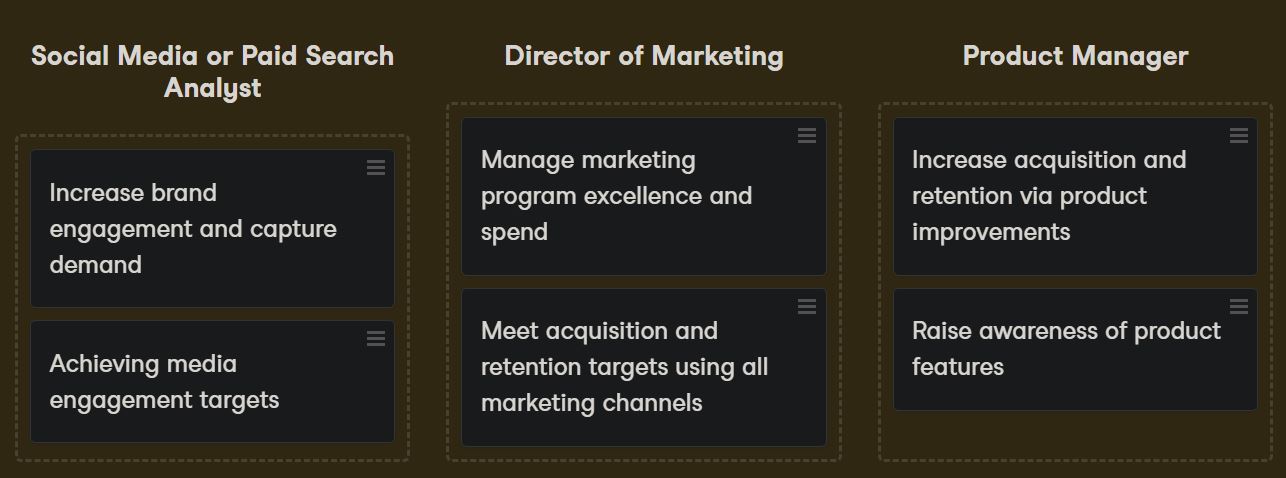 Social Media or Paid Search
Analyst
Increase brand
engagement and capture
demand
Achieving media
engagement targets
Director of Marketing
Manage marketing
program excellence and
spend
Meet acquisition and
retention targets using all
marketing channels
Product Manager
Increase acquisition and
retention via product
improvements
Raise awareness of product
features